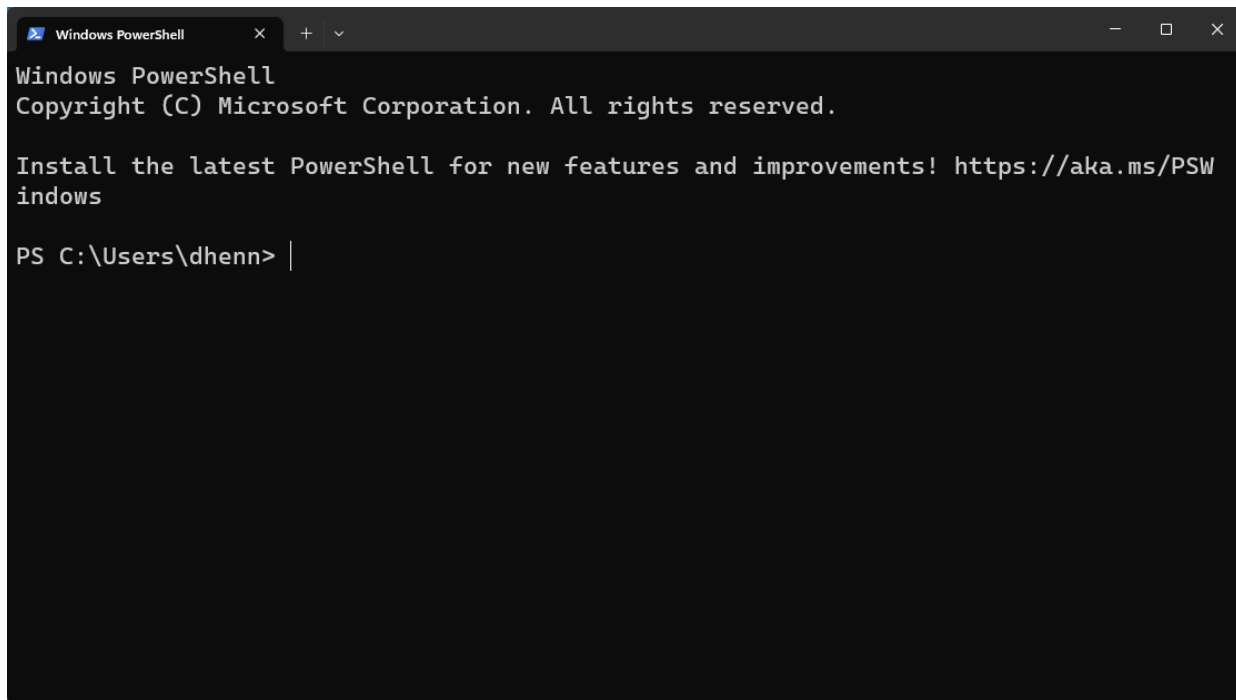 Windows PowerShell
Windows PowerShell
Copyright (C) Microsoft Corporation. All rights reserved.
Install the latest PowerShell for new features and improvements! https://aka.ms/PSW
indows
PS C:\Users\dhenn>